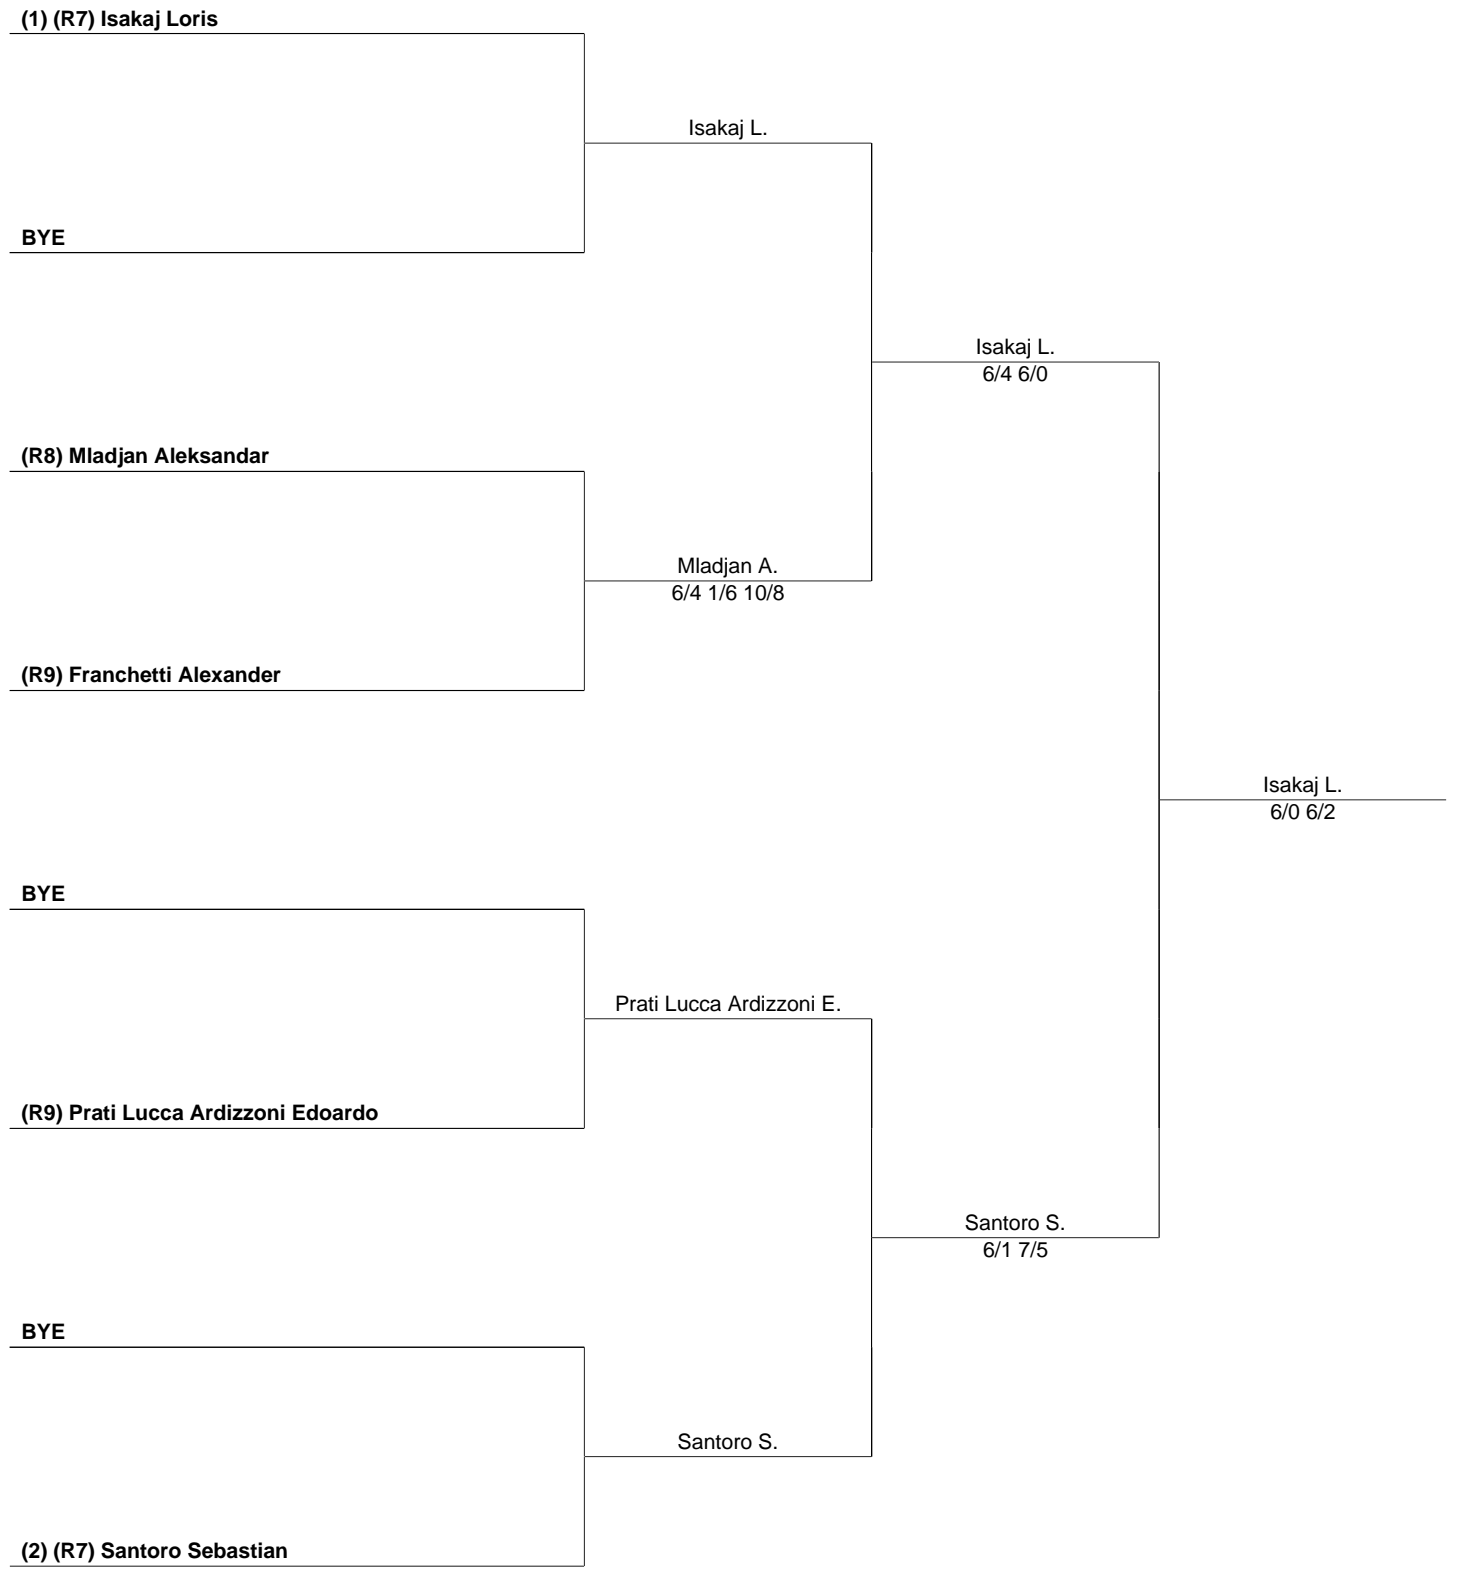 (1) (R7) Isakaj Loris
Isakaj L.
BYE
Isakaj L.
6/4 6/0
(R8) Mladjan Aleksandar
Mladjan A.
6/4 1/6 10/8
(R9) Franchetti Alexander
Isakaj L.
6/0 6/2
BYE
Prati Lucca Ardizzoni E.
(R9) Prati Lucca Ardizzoni Edoardo
Santoro S.
6/1 7/5
BYE
Santoro S.
(2) (R7) Santoro Sebastian